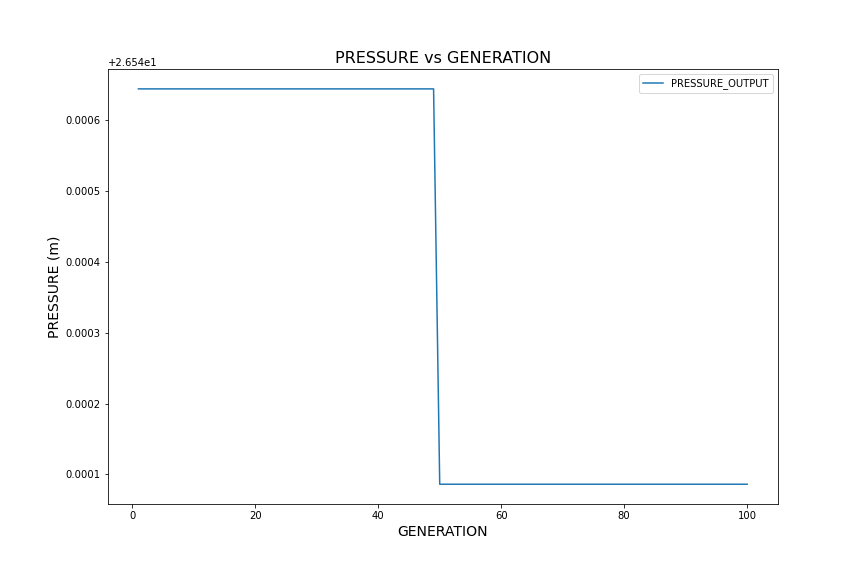 PRESSURE vs GENERATION
+2.654e1
PRESSURE_OUTPUT
0.0006
0.0005
0.0004
0.0003
0.0002
0.0001
PRESSURE (m)
0 20 40 60 80 100
GENERATION